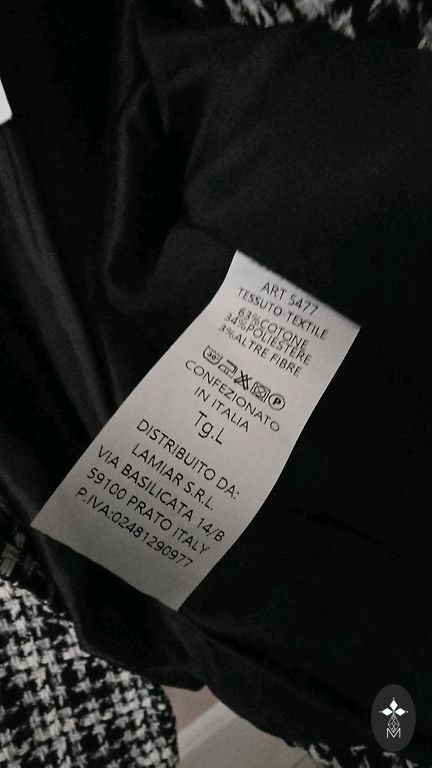 ART 5477
TESSUTO TEXTILE
63%COTONE
34%POLIESTERE
3%ALTRE FIBRE
30 P
CONFEZIONATO
IN ITALIA
Tg.L
DISTRIBUITO DA:
LAMIAR S.R.L.
VIA BASILICATA 14/B
59100 PRATO ITALY
P.IVA:02481290977
M